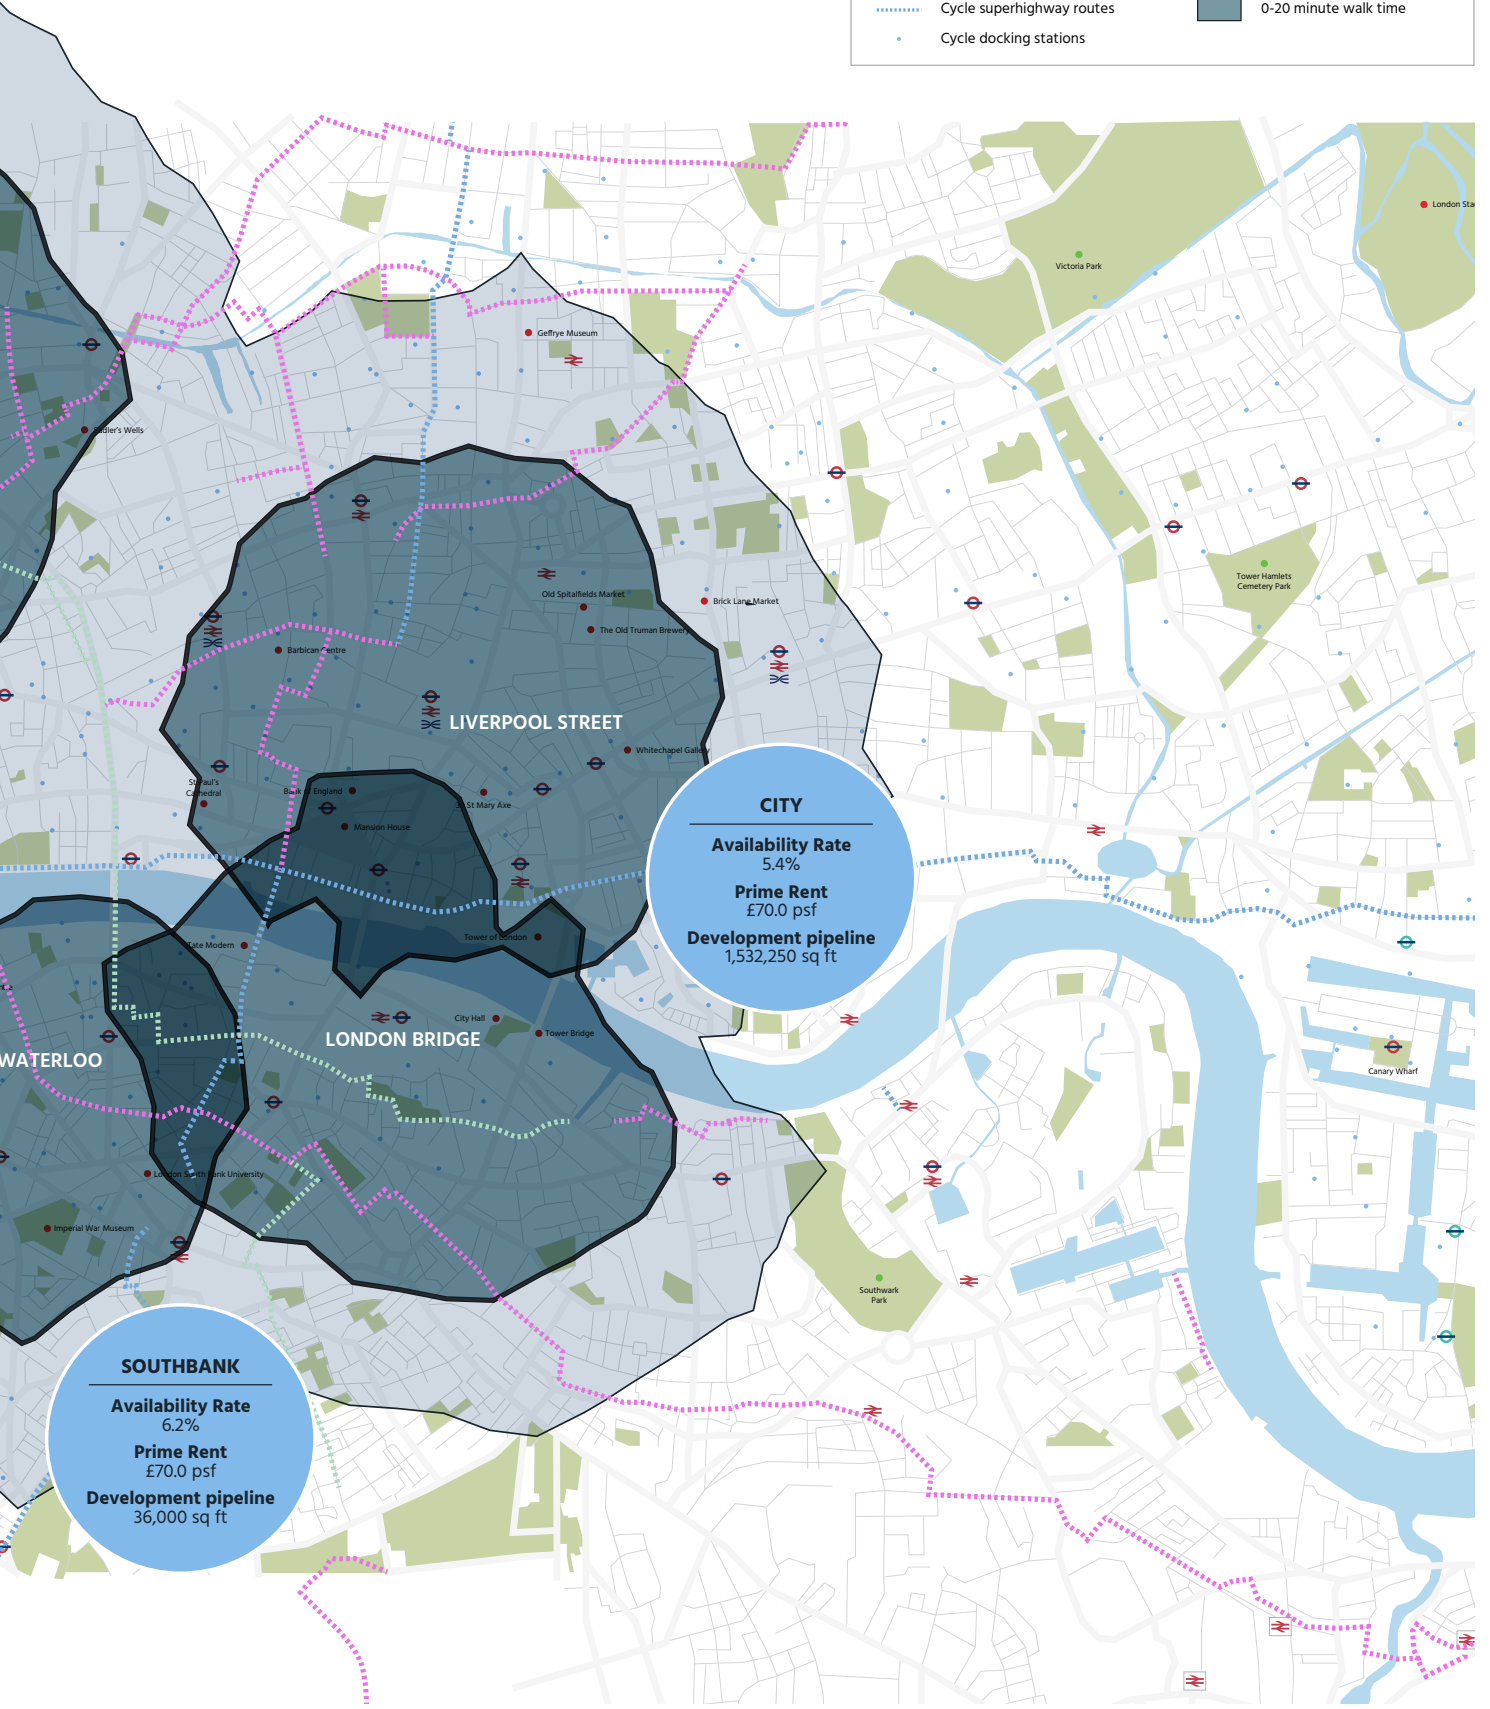 Cycle superhighway routes
0-20 minute walk time
Cycle docking stations
London Sta
Victoria Park
Geffrye Museum
Sadler's Wells
Tower Hamlets
Cemetery Park
Old Spitalfields Market
Brick Lane Market
The Old Truman Brewery
Barbican Centre
LIVERPOOL STREET
Whitechapel Gallery
St Paul's
Cathedral
Bank of England
St Mary Axe
Mansion House
CITY
Availability Rate
5.4%
Prime Rent
£70.0 psf
Development pipeline
1,532,250 sq ft
Tate Modern
Tower of London
City Hall
Tower Bridge
LONDON BRIDGE
WATERLOO
Canary Wharf
London South Bank University
Imperial War Museum
Southwark
Park
SOUTHBANK
Availability Rate
6.2%
Prime Rent
£70.0 psf
Development pipeline
36,000 sq ft